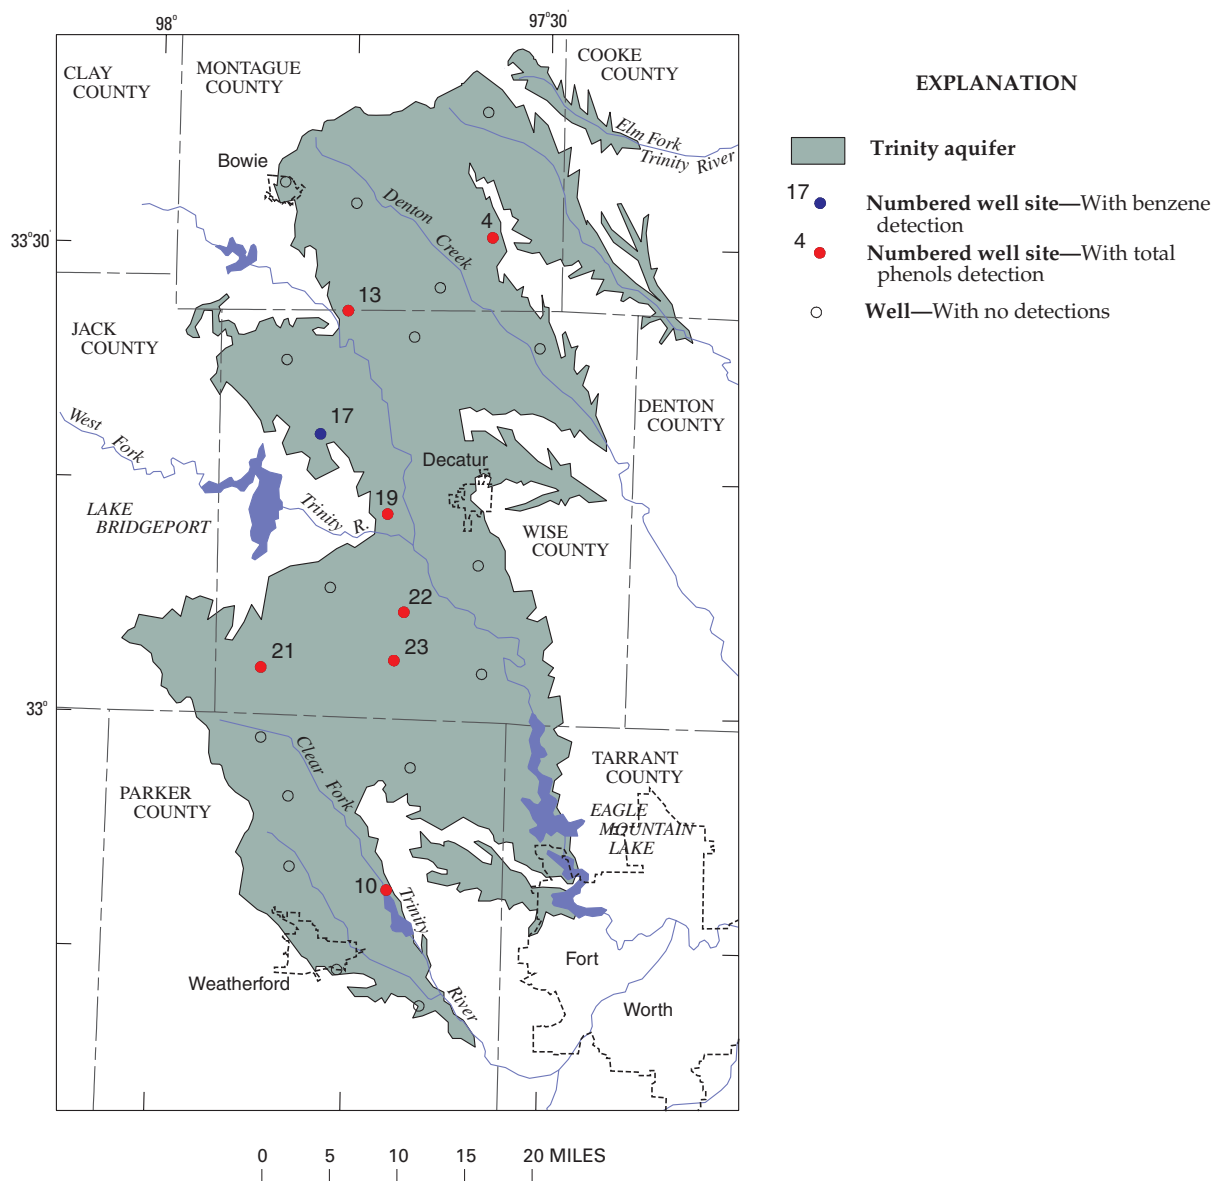 98°
97°30'
CLAY
COUNTY
MONTAGUE
COUNTY
COOKE
COUNTY
Elm Fork
Trinity River
Bowie
Denton
Creek
4
33°30'
13
JACK
COUNTY
West
Fork
17
DENTON
COUNTY
Decatur
LAKE
BRIDGEPORT
Trinity R.
19
WISE
COUNTY
22
21
23
33°
Clear Fork
PARKER
COUNTY
TARRANT
COUNTY
EAGLE
MOUNTAIN
LAKE
10
Trinity
River
Weatherford
Fort
Worth
0 5 10 15 20 MILES
EXPLANATION
Trinity aquifer
17
Numbered well site—With benzene
detection
4
Numbered well site—With total
phenols detection
Well—With no detections